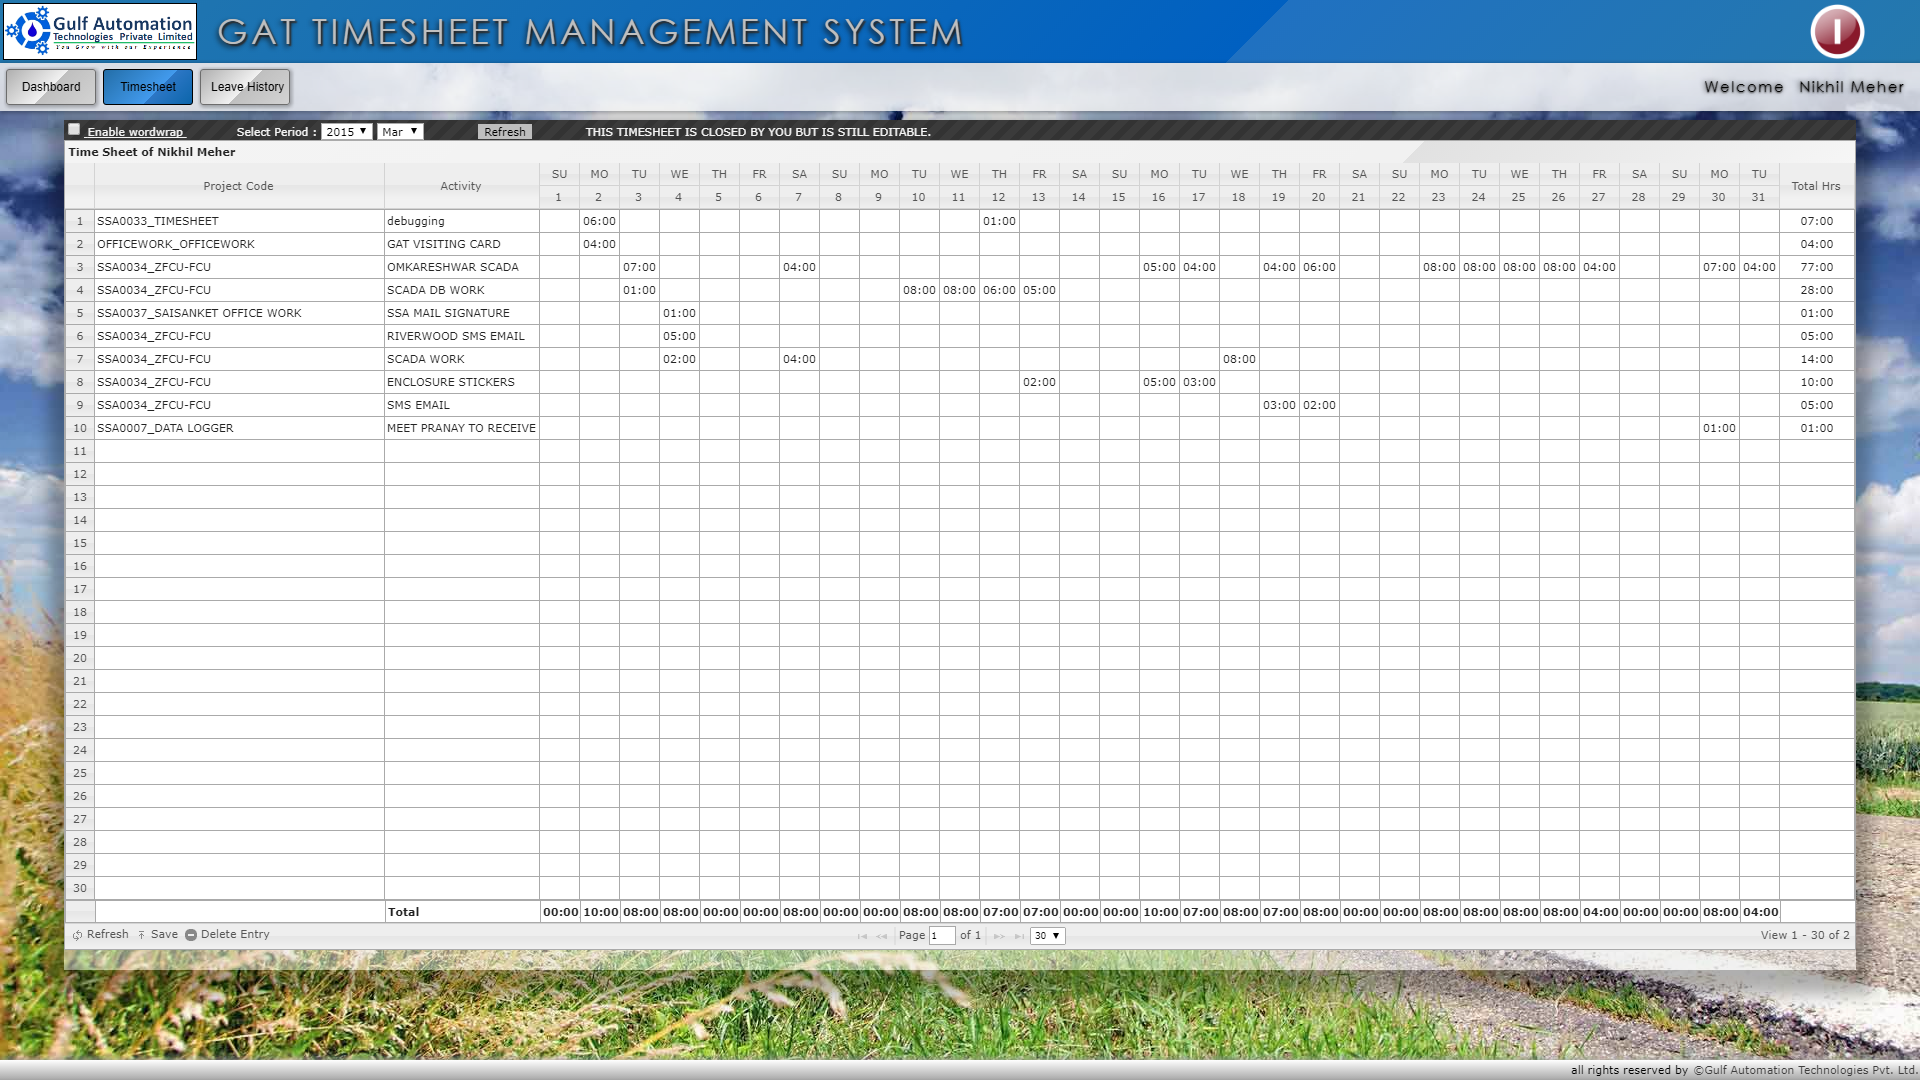 Gulf Automation
Technologies Private Limited
You Grow with our Experience
GAT TIMESHEET MANAGEMENT SYSTEM
Dashboard Timesheet Leave History
Welcome Nikhil Meher
Enable wordwrap Select Period : 2015 Mar Refresh THIS TIMESHEET IS CLOSED BY YOU BUT IS STILL EDITABLE.
Time Sheet of Nikhil Meher
Project Code Activity SU MO TU WE TH FR SA SU MO TU WE TH FR SA SU MO TU WE TH FR SA SU MO TU WE TH FR SA SU MO TU Total Hrs
1 2 3 4 5 6 7 8 9 10 11 12 13 14 15 16 17 18 19 20 21 22 23 24 25 26 27 28 29 30 31
1 SSA0033_TIMESHEET debugging 06:00 01:00 07:00
2 OFFICEWORK_OFFICEWORK GAT VISITING CARD 04:00 04:00
3 SSA0034_ZFCU-FCU OMKARESHWAR SCADA 07:00 04:00 05:00 04:00 04:00 06:00 08:00 08:00 08:00 08:00 04:00 07:00 04:00 77:00
4 SSA0034_ZFCU-FCU SCADA DB WORK 01:00 08:00 08:00 06:00 05:00 28:00
5 SSA0037_SAISANKET OFFICE WORK SSA MAIL SIGNATURE 01:00 01:00
6 SSA0034_ZFCU-FCU RIVERWOOD SMS EMAIL 05:00 05:00
7 SSA0034_ZFCU-FCU SCADA WORK 02:00 04:00 08:00 14:00
8 SSA0034_ZFCU-FCU ENCLOSURE STICKERS 02:00 05:00 03:00 10:00
9 SSA0034_ZFCU-FCU SMS EMAIL 03:00 02:00 05:00
10 SSA0007_DATA LOGGER MEET PRANAY TO RECEIVE 01:00 01:00
11
12
13
14
15
16
17
18
19
20
21
22
23
24
25
26
27
28
29
30
Total 00:00 10:00 08:00 08:00 00:00 00:00 08:00 00:00 00:00 08:00 08:00 07:00 07:00 00:00 00:00 10:00 07:00 08:00 07:00 08:00 00:00 00:00 08:00 08:00 08:00 08:00 04:00 00:00 00:00 08:00 04:00
Refresh Save Delete Entry Page 1 of 1 30 View 1 - 30 of 2
all rights reserved by ©Gulf Automation Technologies Pvt. Ltd.